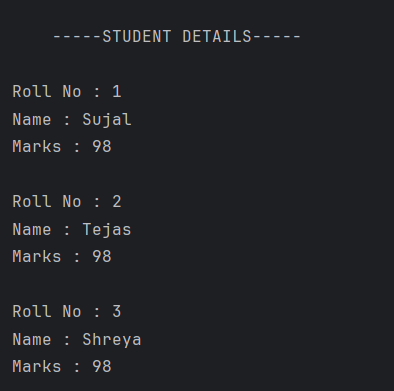 -----STUDENT DETAILS-----
Roll No : 1
Name : Sujal
Marks : 98
Roll No : 2
Name : Tejas
Marks : 98
Roll No : 3
Name : Shreya
Marks : 98